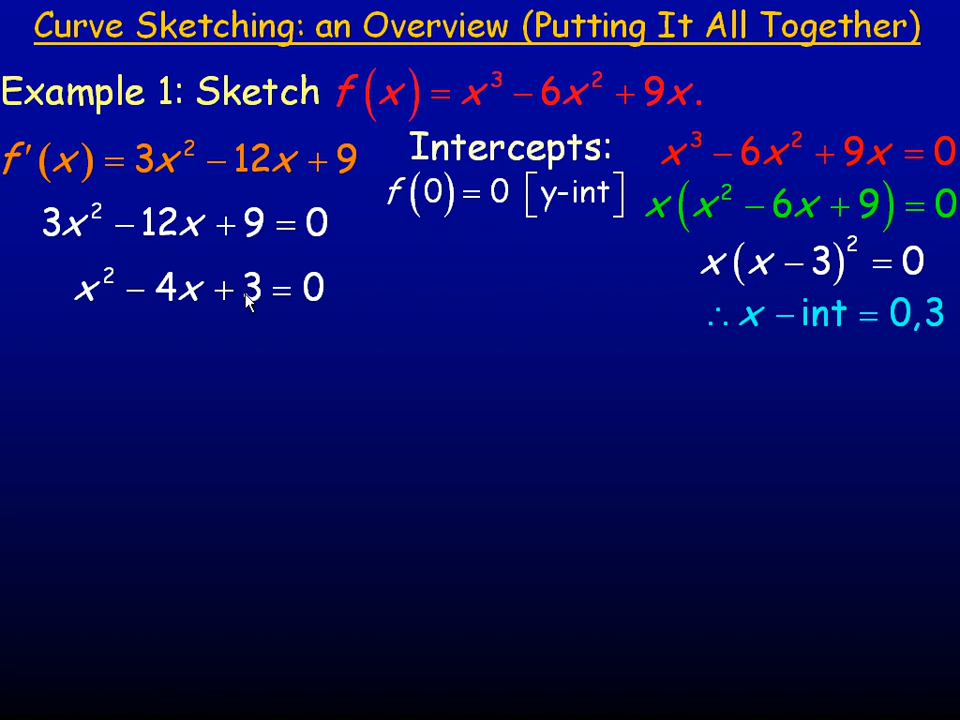 Curve Sketching: an Overview (Putting It All Together)
Example 1: Sketch f(x) = x³ − 6x² + 9x.
f′(x) = 3x² − 12x + 9
3x² − 12x + 9 = 0
x² − 4x + 3 = 0
Intercepts:
f(0) = 0 [y-int]
x³ − 6x² + 9x = 0
x(x² − 6x + 9) = 0
x(x − 3)² = 0
∴ x − int = 0,3